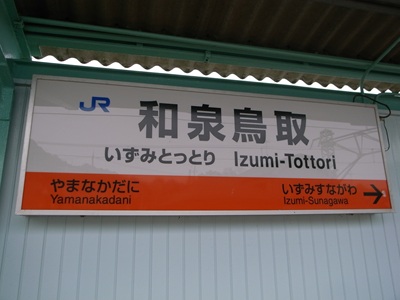 JR
和泉鳥取
いずみとっとり Izumi-Tottori
やまなかだに いずみすながわ
Yamanakadani Izumi-Sunagawa